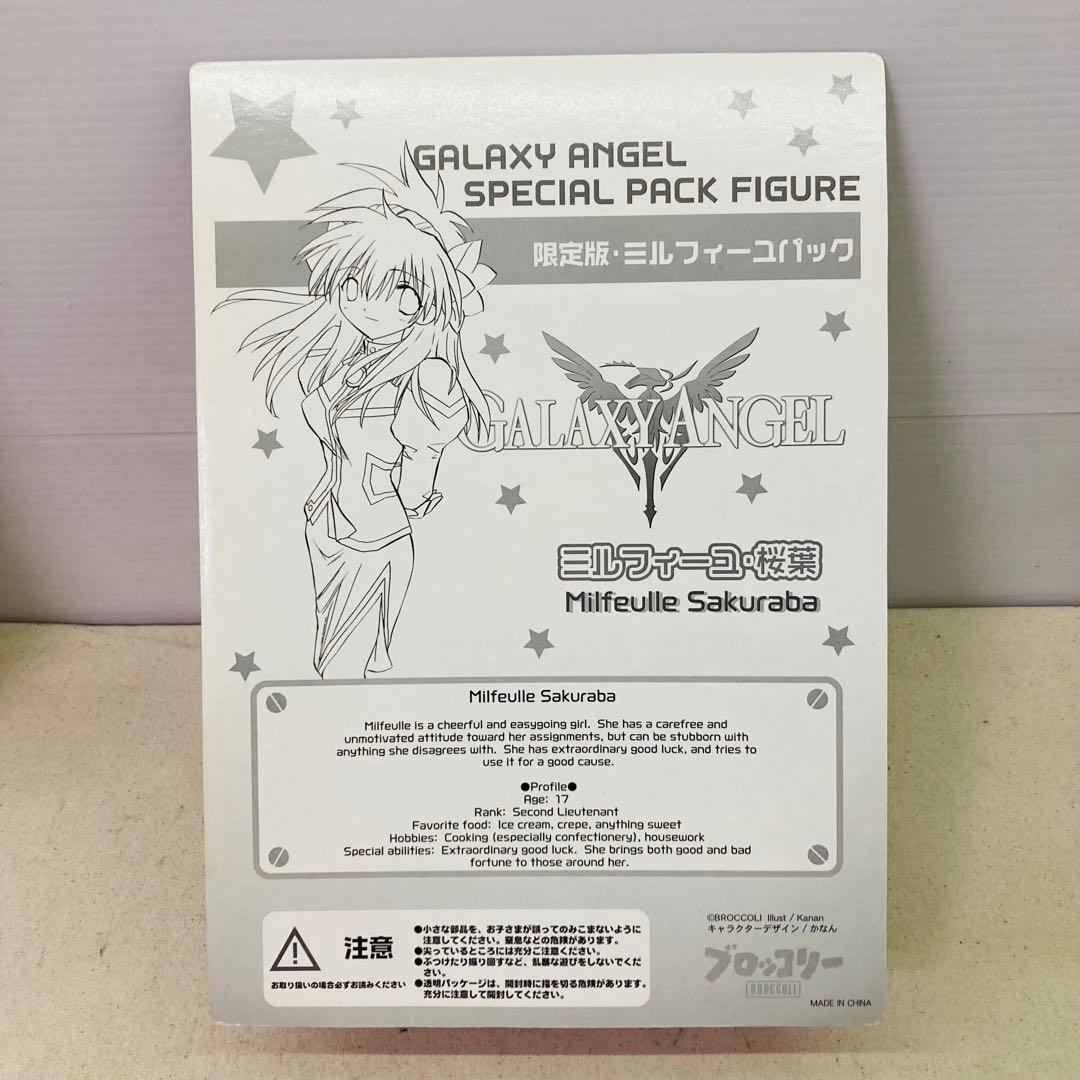 GALAXY ANGEL
SPECIAL PACK FIGURE
限定版・ミルフィーユパック
GALAXY ANGEL
ミルフィーユ・桜葉
Milfeulle Sakuraba
Milfeulle Sakuraba
Milfeulle is a cheerful and easygoing girl. She has a carefree and
unmotivated attitude toward her assignments, but can be stubborn with
anything she disagrees with. She has extraordinary good luck, and tries to
use it for a good cause.
●Profile●
Age: 17
Rank: Second Lieutenant
Favorite food: Ice cream, crepe, anything sweet
Hobbies: Cooking (especially confectionery), housework
Special abilities: Extraordinary good luck. She brings both good and bad
fortune to those around her.
注意
お取り扱いの場合必ずお読みください
●小さな部品を、お子さまが誤ってのみこまないように
注意してください。窒息などの危険があります。
●尖っているところには充分ご注意ください。
●ぶつけたり振り回すなど、乱暴な遊びをしないでくだ
さい。
●透明パッケージは、開封時に指を切る危険があります。
充分に注意して開封してください。
©BROCCOLI Illust / Kanan
キャラクターデザイン / かなん
ブロッコリー
BROCCOLI
MADE IN CHINA